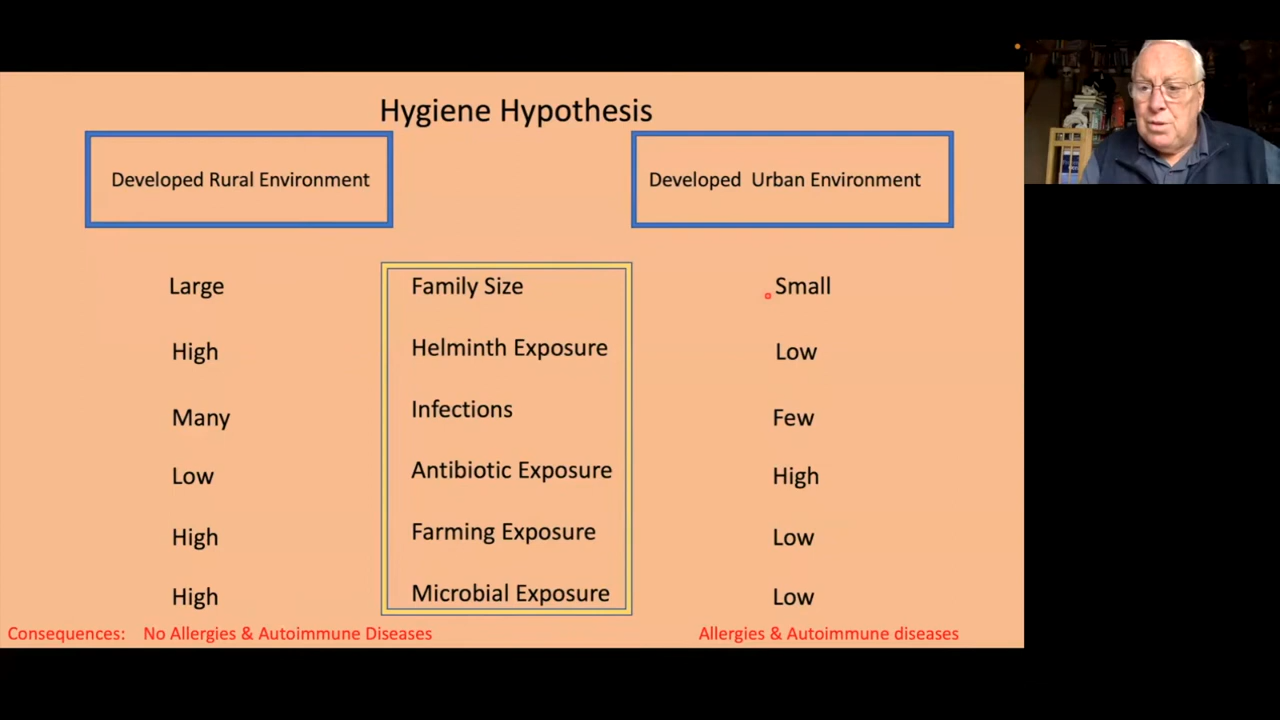 Hygiene Hypothesis
Developed Rural Environment
Developed Urban Environment
Large Family Size Small
High Helminth Exposure Low
Many Infections Few
Low Antibiotic Exposure High
High Farming Exposure Low
High Microbial Exposure Low
Consequences: No Allergies & Autoimmune Diseases
Allergies & Autoimmune diseases